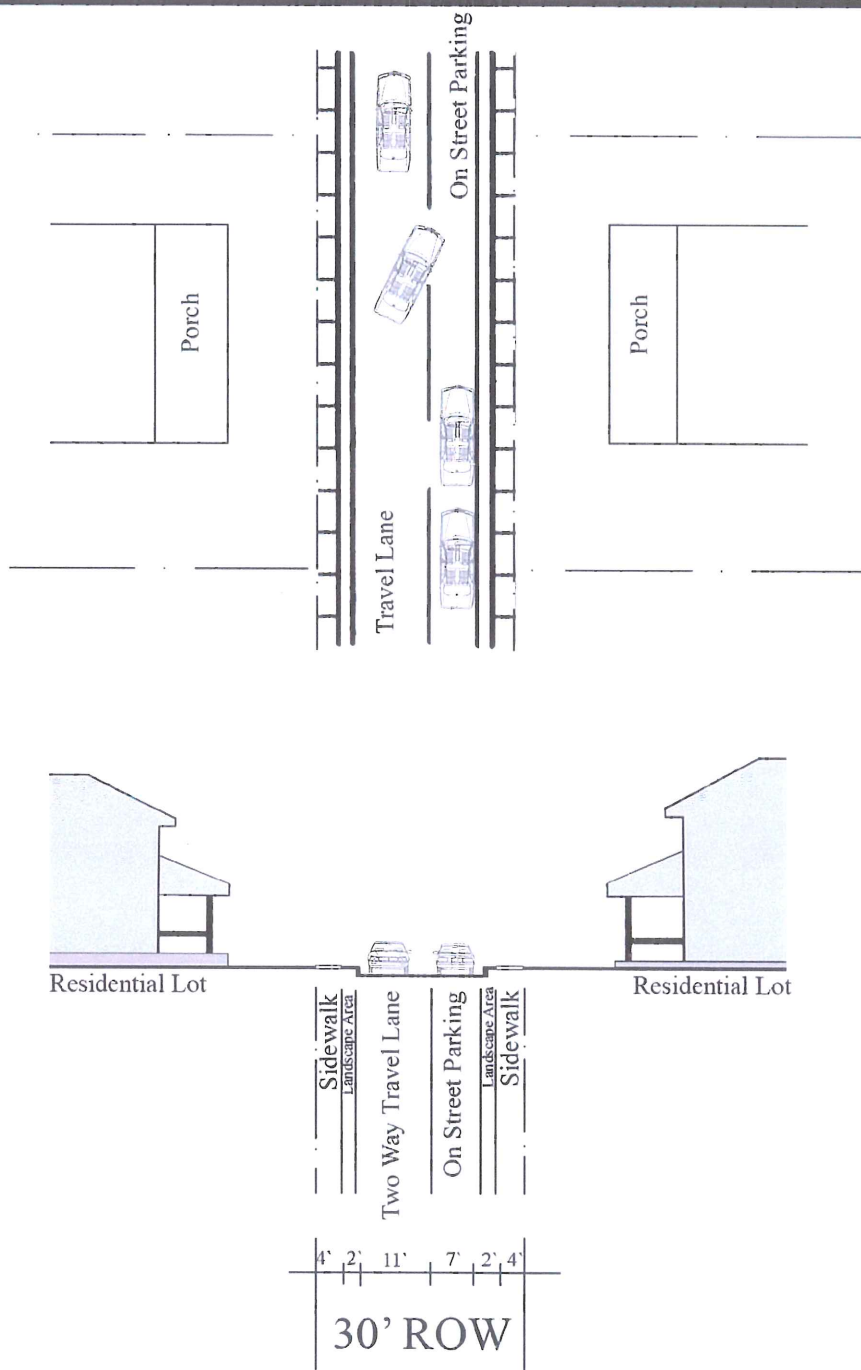 On Street Parking
Porch
Porch
Travel Lane
Residential Lot
Residential Lot
Sidewalk
Landscape Area
Two Way Travel Lane
On Street Parking
Landscape Area
Sidewalk
4` 2` 11` 7` 2` 4`
30’ ROW